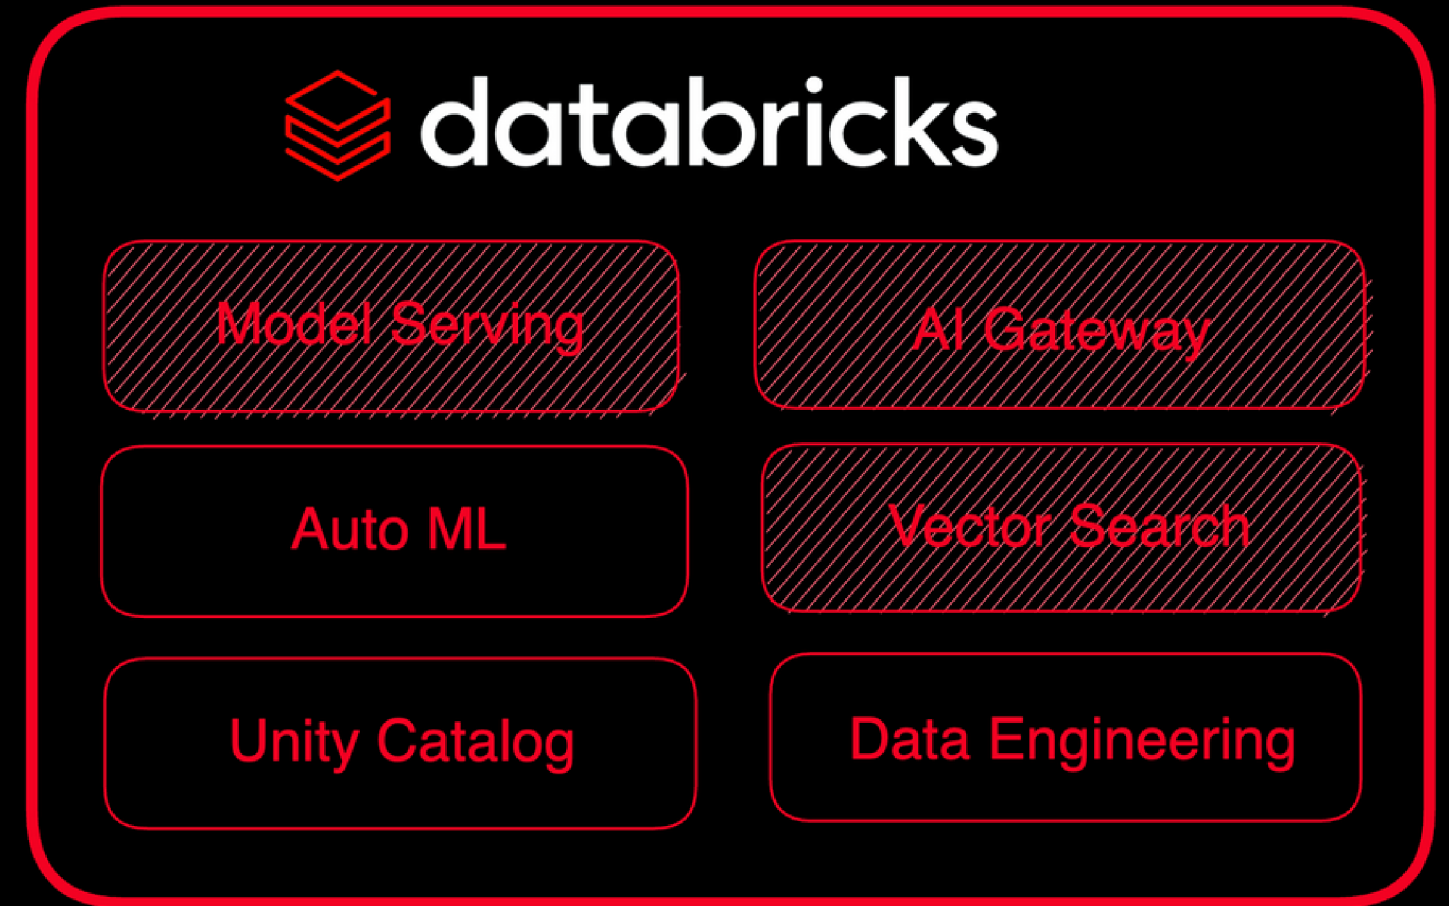 databricks
Model Serving
AI Gateway
Auto ML
Vector Search
Unity Catalog
Data Engineering